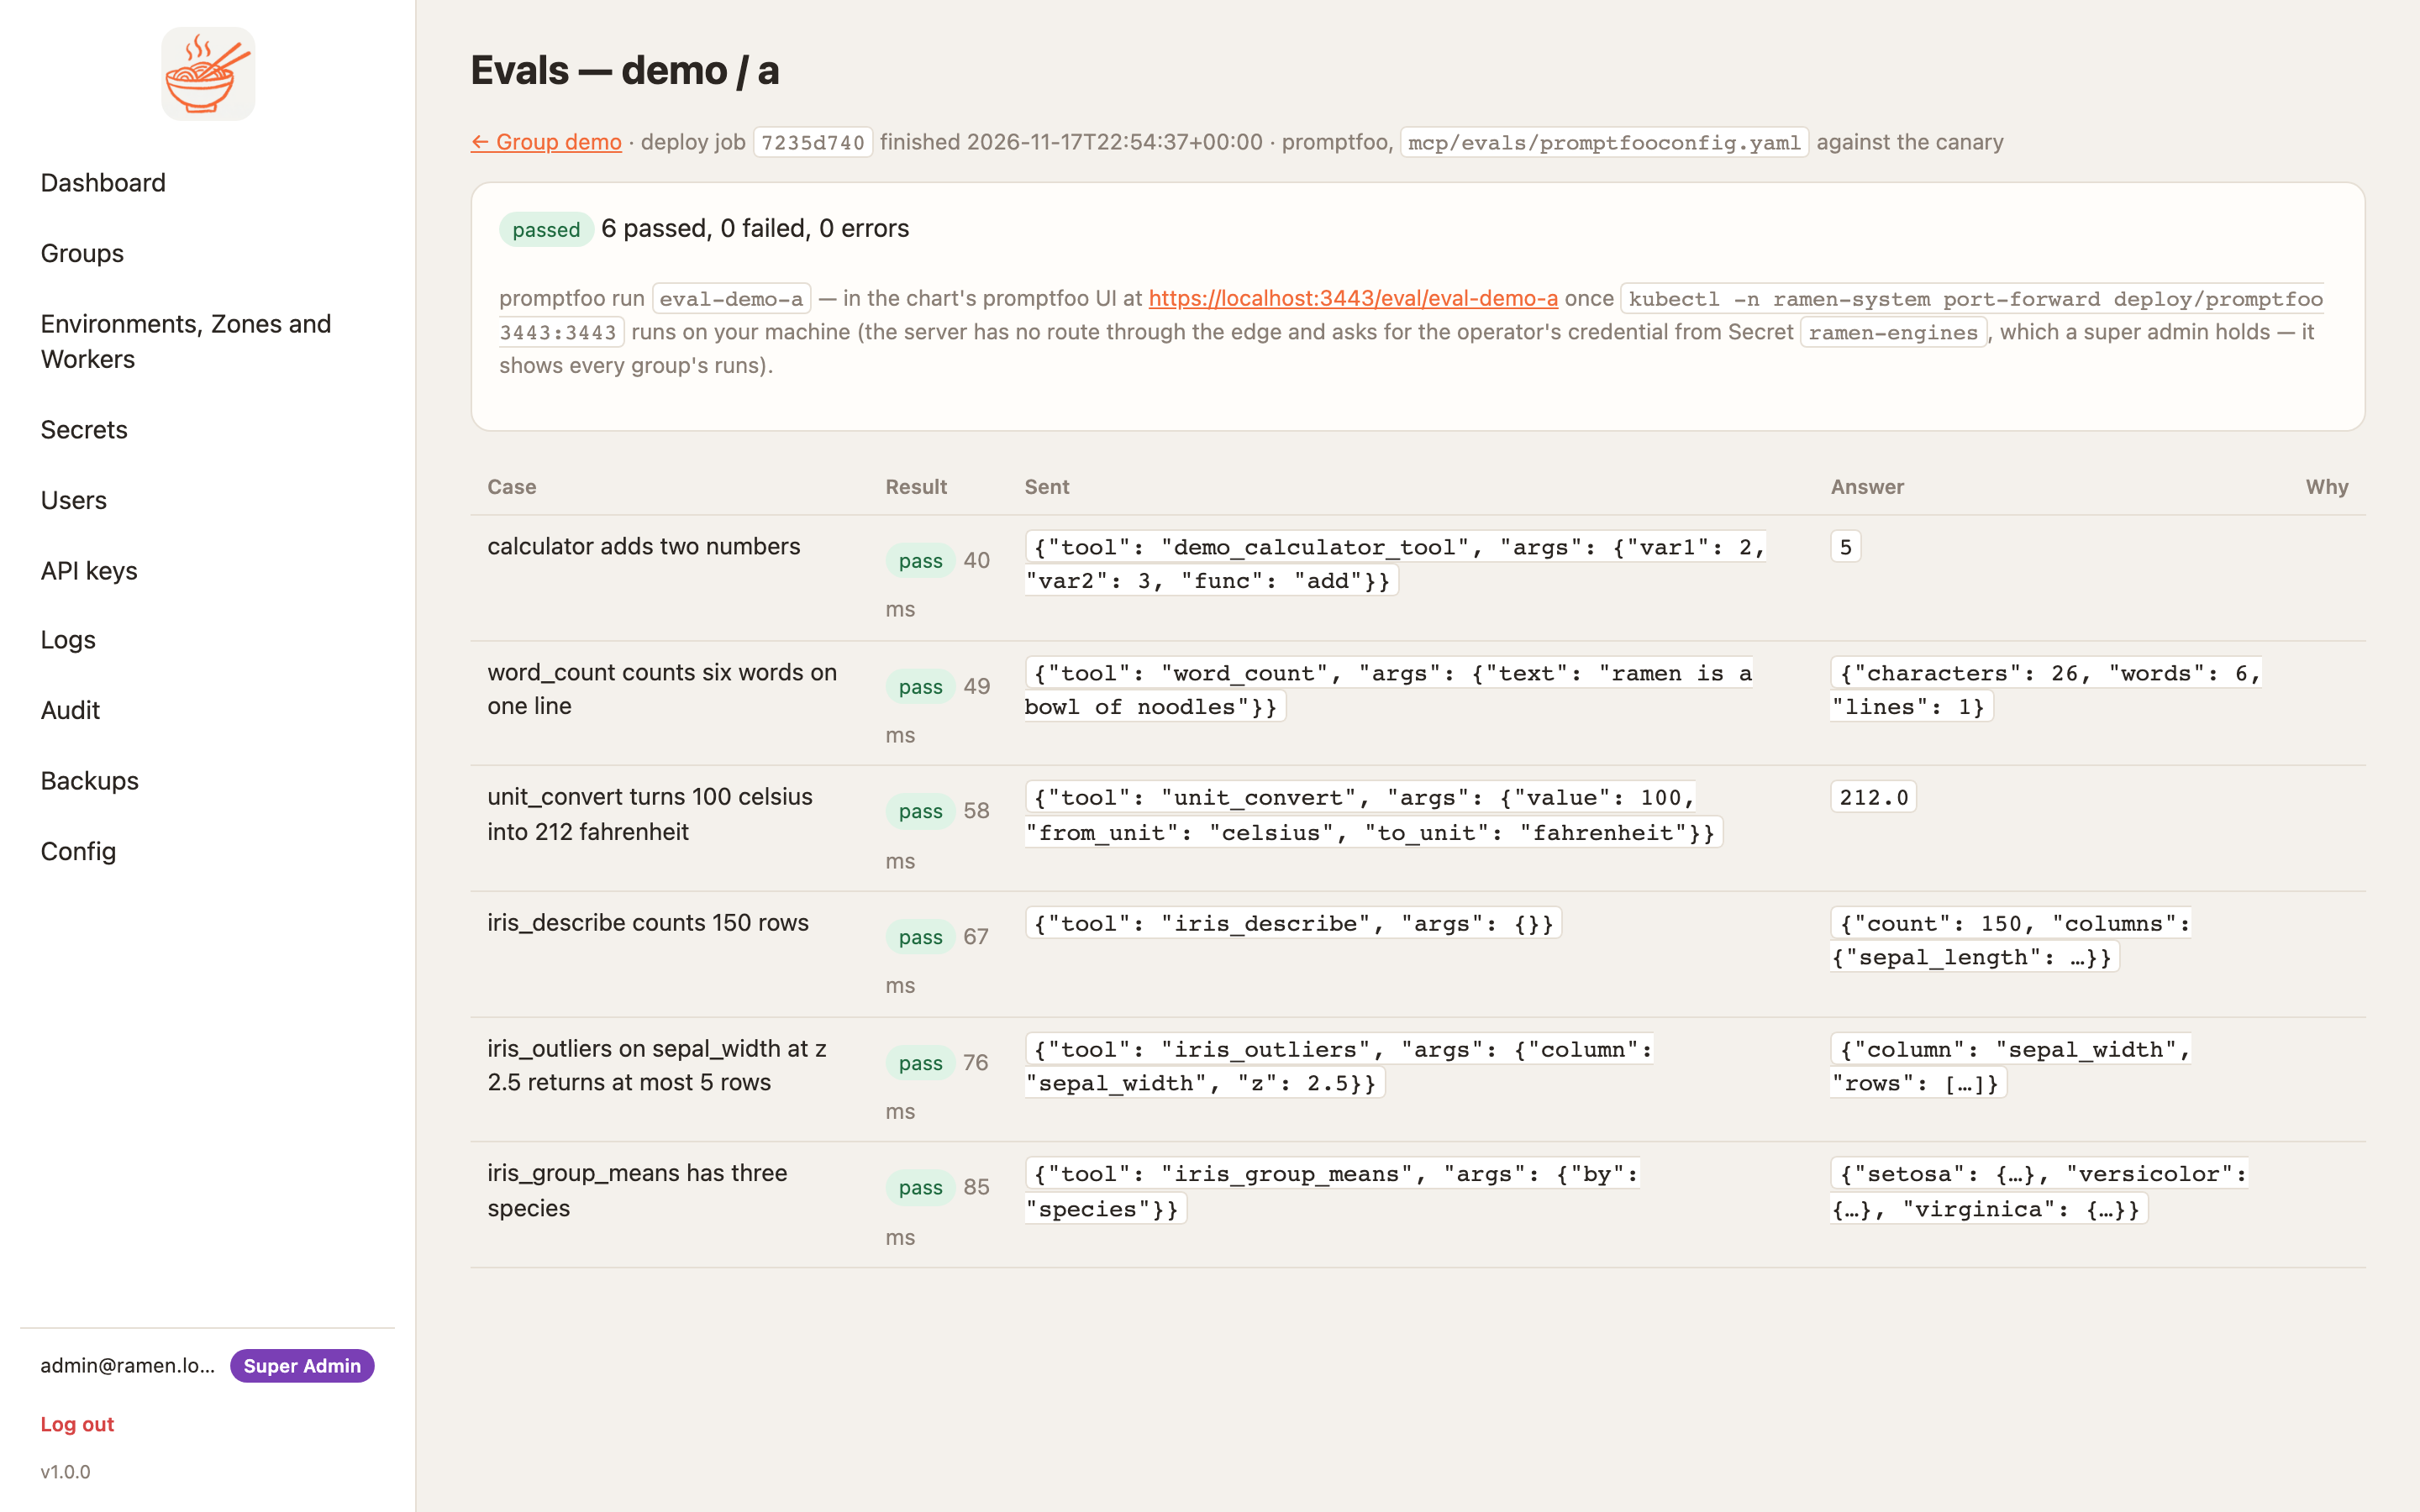 Dashboard
Groups
Environments, Zones and
Workers
Secrets
Users
API keys
Logs
Audit
Backups
Config
admin@ramen.lo... Super Admin
Log out
v1.0.0
Evals — demo / a
← Group demo · deploy job 7235d740 finished 2026-11-17T22:54:37+00:00 · promptfoo, mcp/evals/promptfooconfig.yaml against the canary
passed 6 passed, 0 failed, 0 errors
promptfoo run eval-demo-a — in the chart's promptfoo UI at https://localhost:3443/eval/eval-demo-a once kubectl -n ramen-system port-forward deploy/promptfoo
3443:3443 runs on your machine (the server has no route through the edge and asks for the operator's credential from Secret ramen-engines, which a super admin holds — it
shows every group's runs).
Case Result Sent Answer Why
calculator adds two numbers pass 40 {"tool": "demo_calculator_tool", "args": {"var1": 2, 5
"var2": 3, "func": "add"}}
ms
word_count counts six words on pass 49 {"tool": "word_count", "args": {"text": "ramen is a {"characters": 26, "words": 6,
one line bowl of noodles"}} "lines": 1}
ms
unit_convert turns 100 celsius pass 58 {"tool": "unit_convert", "args": {"value": 100, 212.0
into 212 fahrenheit "from_unit": "celsius", "to_unit": "fahrenheit"}}
ms
iris_describe counts 150 rows pass 67 {"tool": "iris_describe", "args": {}} {"count": 150, "columns":
{"sepal_length": …}}
ms
iris_outliers on sepal_width at z pass 76 {"tool": "iris_outliers", "args": {"column": {"column": "sepal_width",
2.5 returns at most 5 rows "sepal_width", "z": 2.5}} "rows": […]}
ms
iris_group_means has three pass 85 {"tool": "iris_group_means", "args": {"by": {"setosa": {…}, "versicolor":
species "species"}} {…}, "virginica": {…}}
ms